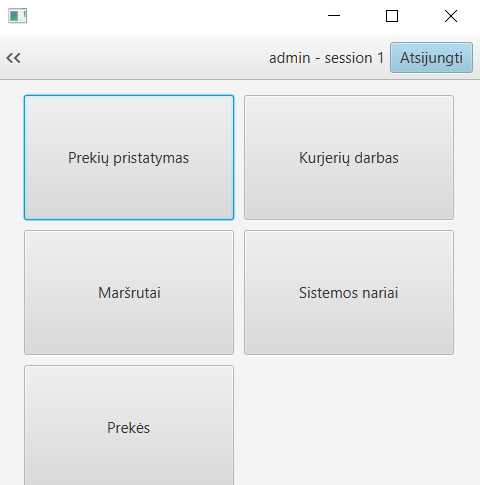 admin - session 1 Atsijungti
Prekių pristatymas
Kurjerių darbas
Maršrutai
Sistemos nariai
Prekės